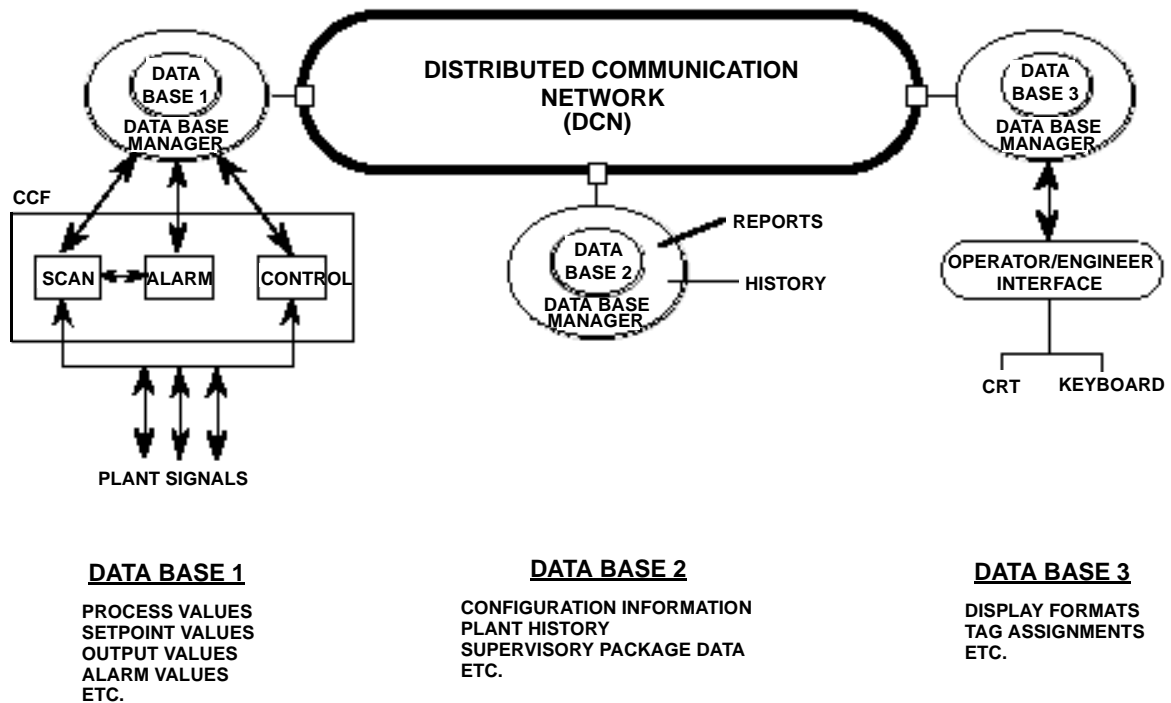 DATA
BASE 1
DATA BASE
MANAGER
DISTRIBUTED COMMUNICATION
NETWORK
(DCN)
DATA
BASE 3
DATA BASE
MANAGER
CCF
SCAN
ALARM
CONTROL
PLANT SIGNALS
DATA
BASE 2
DATA BASE
MANAGER
REPORTS
HISTORY
OPERATOR/ENGINEER
INTERFACE
CRT
KEYBOARD
DATA BASE 1
PROCESS VALUES
SETPOINT VALUES
OUTPUT VALUES
ALARM VALUES
ETC.
DATA BASE 2
CONFIGURATION INFORMATION
PLANT HISTORY
SUPERVISORY PACKAGE DATA
ETC.
DATA BASE 3
DISPLAY FORMATS
TAG ASSIGNMENTS
ETC.